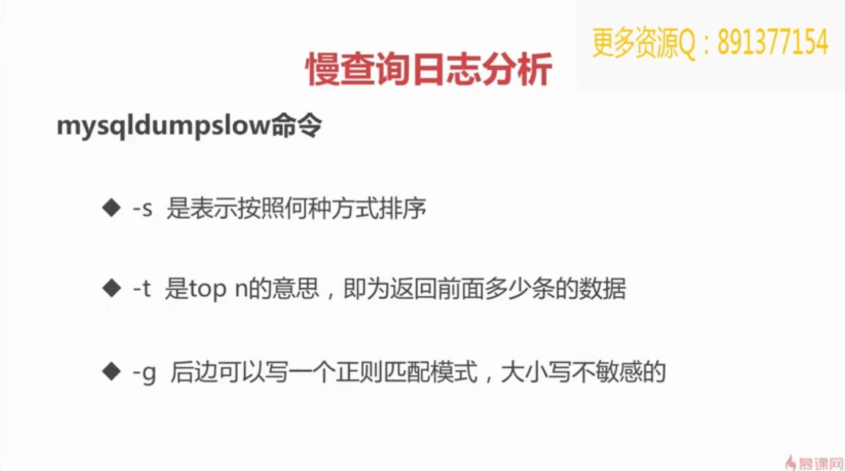 更多资源Q：891377154
慢查询日志分析
mysqldumpslow命令
◆ -s 是表示按照何种方式排序
◆ -t 是top n的意思，即为返回前面多少条的数据
◆ -g 后边可以写一个正则匹配模式，大小写不敏感的
慕课网